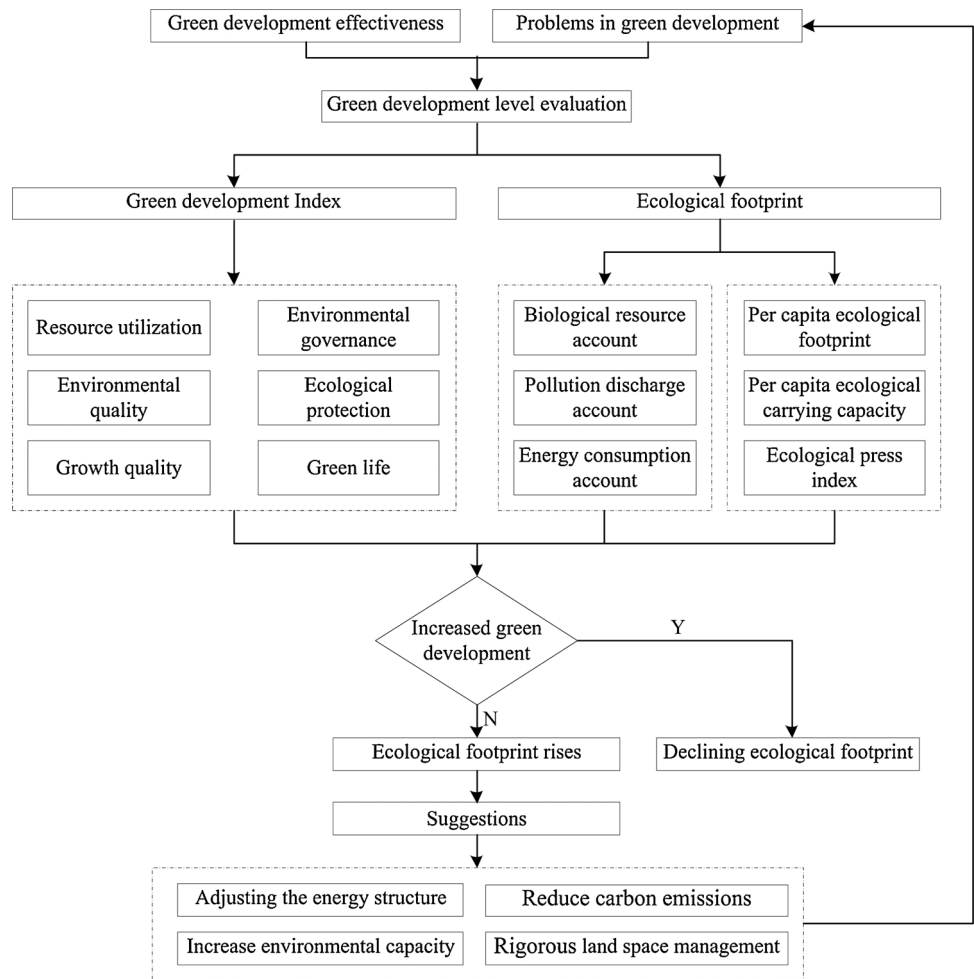 Green development effectiveness
Problems in green development
Green development level evaluation
Green development Index
Ecological footprint
Resource utilization
Environmental
governance
Environmental
quality
Ecological
protection
Growth quality
Green life
Biological resource
account
Pollution discharge
account
Energy consumption
account
Per capita ecological
footprint
Per capita ecological
carrying capacity
Ecological press
index
Increased green
development
Y
N
Ecological footprint rises
Declining ecological footprint
Suggestions
Adjusting the energy structure
Reduce carbon emissions
Increase environmental capacity
Rigorous land space management